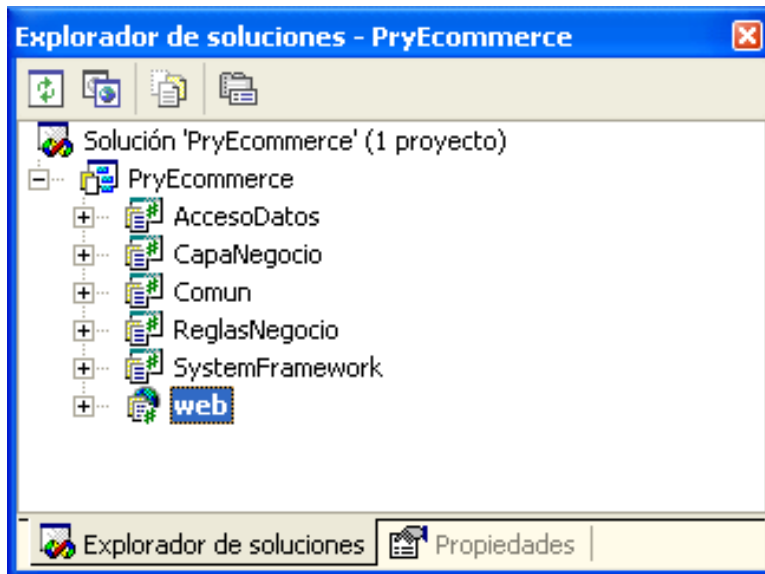 Explorador de soluciones - PryEcommerce
Solución 'PryEcommerce' (1 proyecto)
PryEcommerce
AccesoDatos
CapaNegocio
Comun
ReglasNegocio
SystemFramework
web
Explorador de soluciones Propiedades